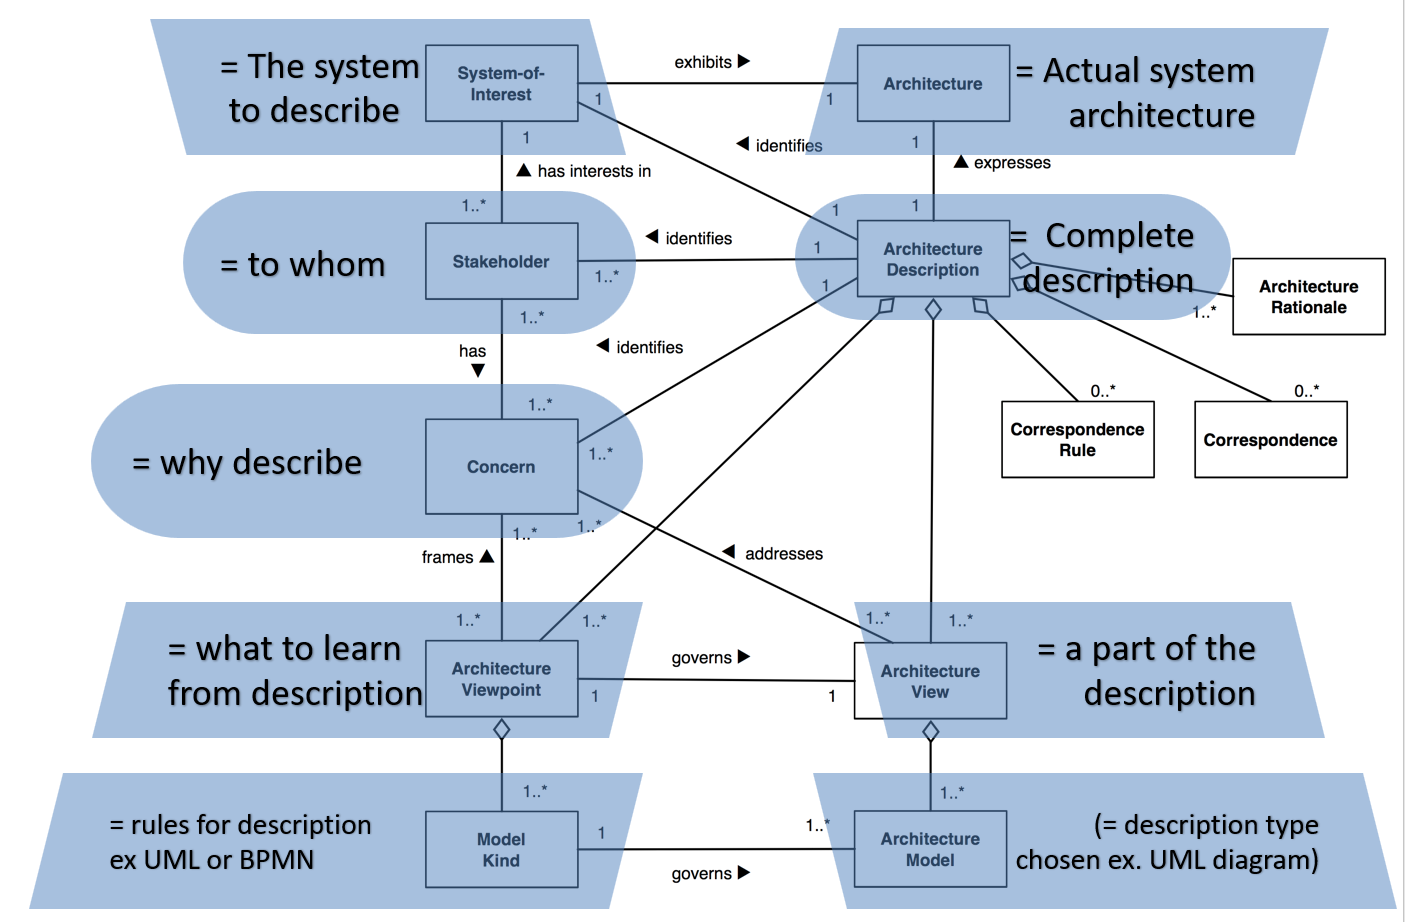 = The system
to describe
System-of-
Interest
exhibits ►
1
1
Architecture
= Actual system
architecture
1
◄ identifies
1
▲ has interests in
▲ expresses
1..*
1
1
Stakeholder
= to whom
◄ identifies
1
1..*
Architecture
Description
= Complete
description
Architecture
Rationale
1..*
1
1..*
has
▼
◄ identifies
1..*
0..*
0..*
Correspondence
Rule
Correspondence
= why describe
Concern
1..*
1..*
1..*
frames ▲
◄ addresses
1..*
1..*
1..*
1..*
= what to learn
from description
Architecture
Viewpoint
governs ►
1
1
Architecture
View
= a part of the
description
1..*
1..*
= rules for description
ex UML or BPMN
Model
Kind
1
1..*
governs ►
Architecture
Model
(= description type
chosen ex. UML diagram)